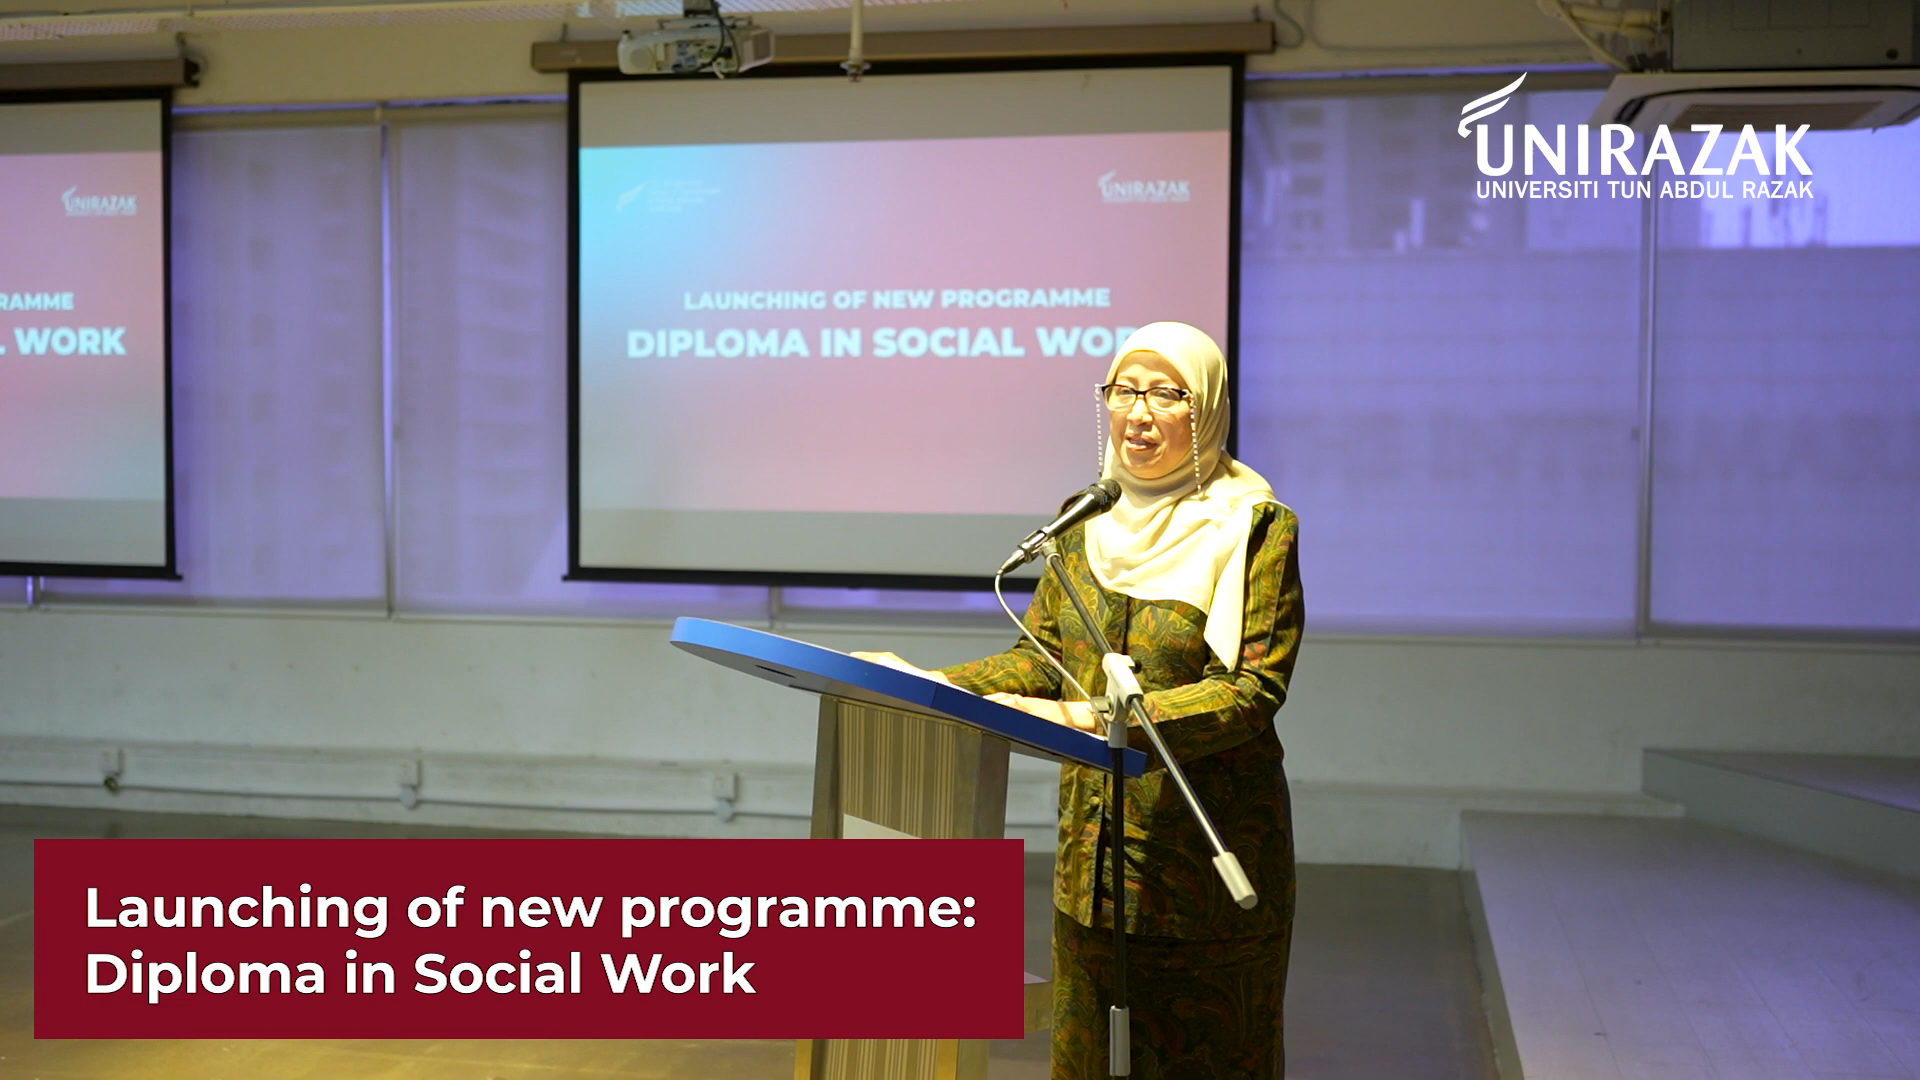 UNIRAZAK
UNIVERSITI TUN ABDUL RAZAK
UNIRAZAK
RAMME
L WORK
UNIRAZAK
LAUNCHING OF NEW PROGRAMME
DIPLOMA IN SOCIAL WO
Launching of new programme:
Diploma in Social Work